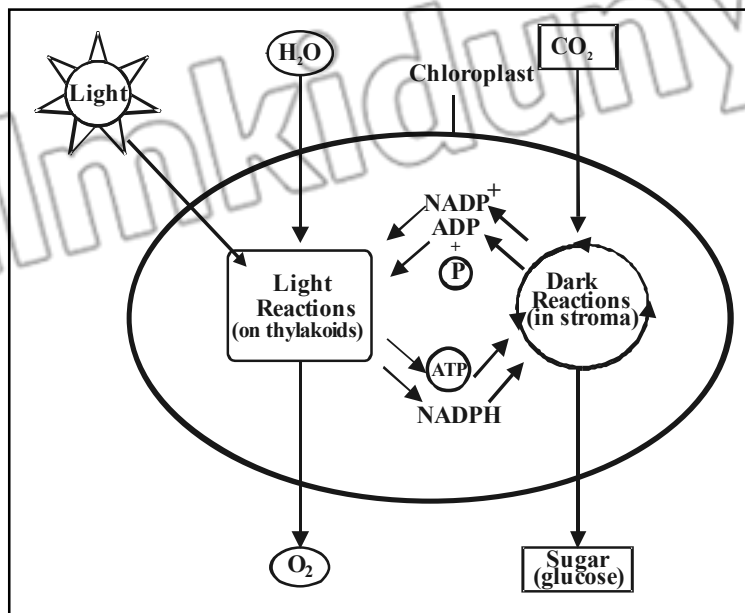 Ilmkidunya
Light
H₂O
CO₂
Chloroplast
NADP⁺
ADP
+
P
Light
Reactions
(on thylakoids)
Dark
Reactions
(in stroma)
ATP
NADPH
O₂
Sugar
(glucose)